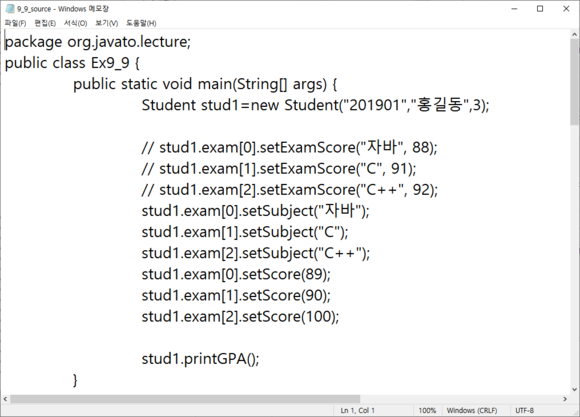 9_9_source - Windows 메모장
파일(F) 편집(E) 서식(O) 보기(V) 도움말(H)
package org.javato.lecture;
public class Ex9_9 {
public static void main(String[] args) {
Student stud1=new Student("201901","홍길동",3);
// stud1.exam[0].setExamScore("자바", 88);
// stud1.exam[1].setExamScore("C", 91);
// stud1.exam[2].setExamScore("C++", 92);
stud1.exam[0].setSubject("자바");
stud1.exam[1].setSubject("C");
stud1.exam[2].setSubject("C++");
stud1.exam[0].setScore(89);
stud1.exam[1].setScore(90);
stud1.exam[2].setScore(100);
stud1.printGPA();
}
Ln 1, Col 1 100% Windows (CRLF) UTF-8